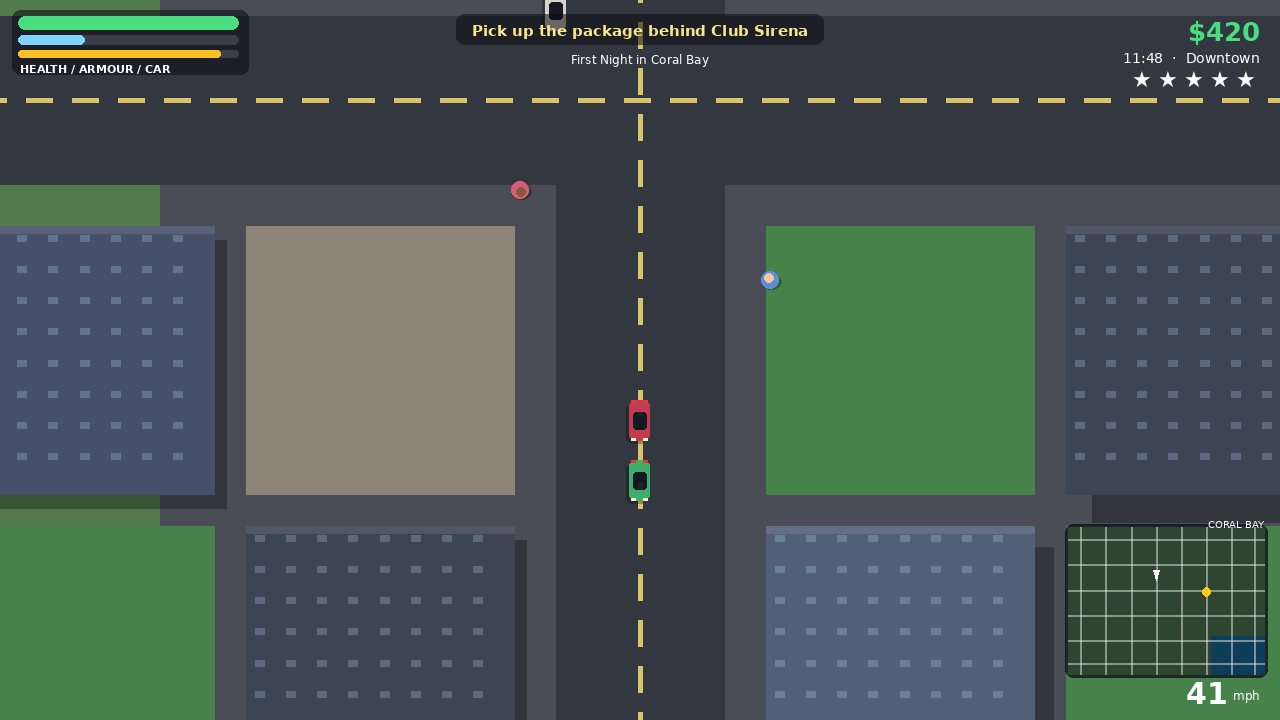 Pick up the package behind Club Sirena
First Night in Coral Bay
HEALTH / ARMOUR / CAR
$420
11:48 · Downtown
★ ★ ★ ★ ★
CORAL BAY
41 mph